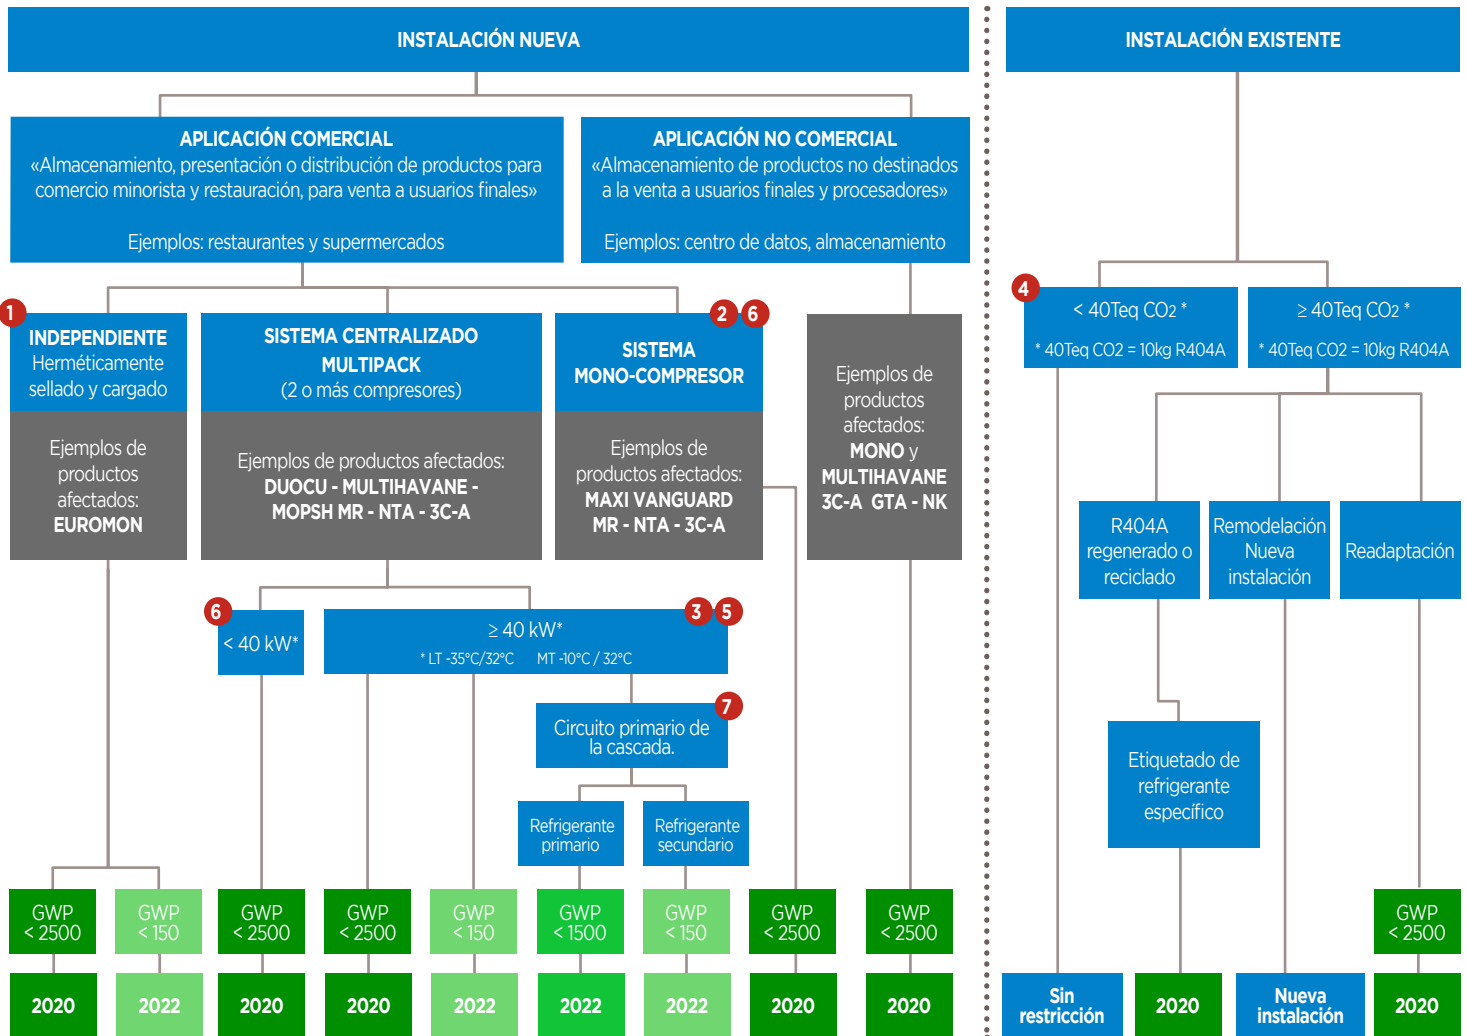 INSTALACIÓN NUEVA
APLICACIÓN COMERCIAL
«Almacenamiento, presentación o distribución de productos para
comercio minorista y restauración, para venta a usuarios finales»
Ejemplos: restaurantes y supermercados
APLICACIÓN NO COMERCIAL
«Almacenamiento de productos no destinados
a la venta a usuarios finales y procesadores»
Ejemplos: centro de datos, almacenamiento
1
INDEPENDIENTE
Herméticamente
sellado y cargado
Ejemplos de
productos
afectados:
EUROMON
SISTEMA CENTRALIZADO
MULTIPACK
(2 o más compresores)
Ejemplos de productos afectados:
DUOCU - MULTIHAVANE -
MOPSH MR - NTA - 3C-A
2 6
SISTEMA
MONO-COMPRESOR
Ejemplos de
productos afectados:
MAXI VANGUARD
MR - NTA - 3C-A
Ejemplos de
productos
afectados:
MONO y
MULTIHAVANE
3C-A GTA - NK
6
< 40 kW*
3 5
≥ 40 kW*
* LT -35°C/32°C MT -10°C / 32°C
7
Circuito primario de
la cascada.
Refrigerante
primario
Refrigerante
secundario
GWP
< 2500
GWP
< 150
GWP
< 2500
GWP
< 2500
GWP
< 150
GWP
< 1500
GWP
< 150
GWP
< 2500
GWP
< 2500
2020
2022
2020
2020
2022
2022
2022
2020
2020
INSTALACIÓN EXISTENTE
4
< 40Teq CO2 *
* 40Teq CO2 = 10kg R404A
≥ 40Teq CO2 *
* 40Teq CO2 = 10kg R404A
R404A
regenerado o
reciclado
Remodelación
Nueva
instalación
Readaptación
Etiquetado de
refrigerante
específico
GWP
< 2500
Sin
restricción
2020
Nueva
instalación
2020